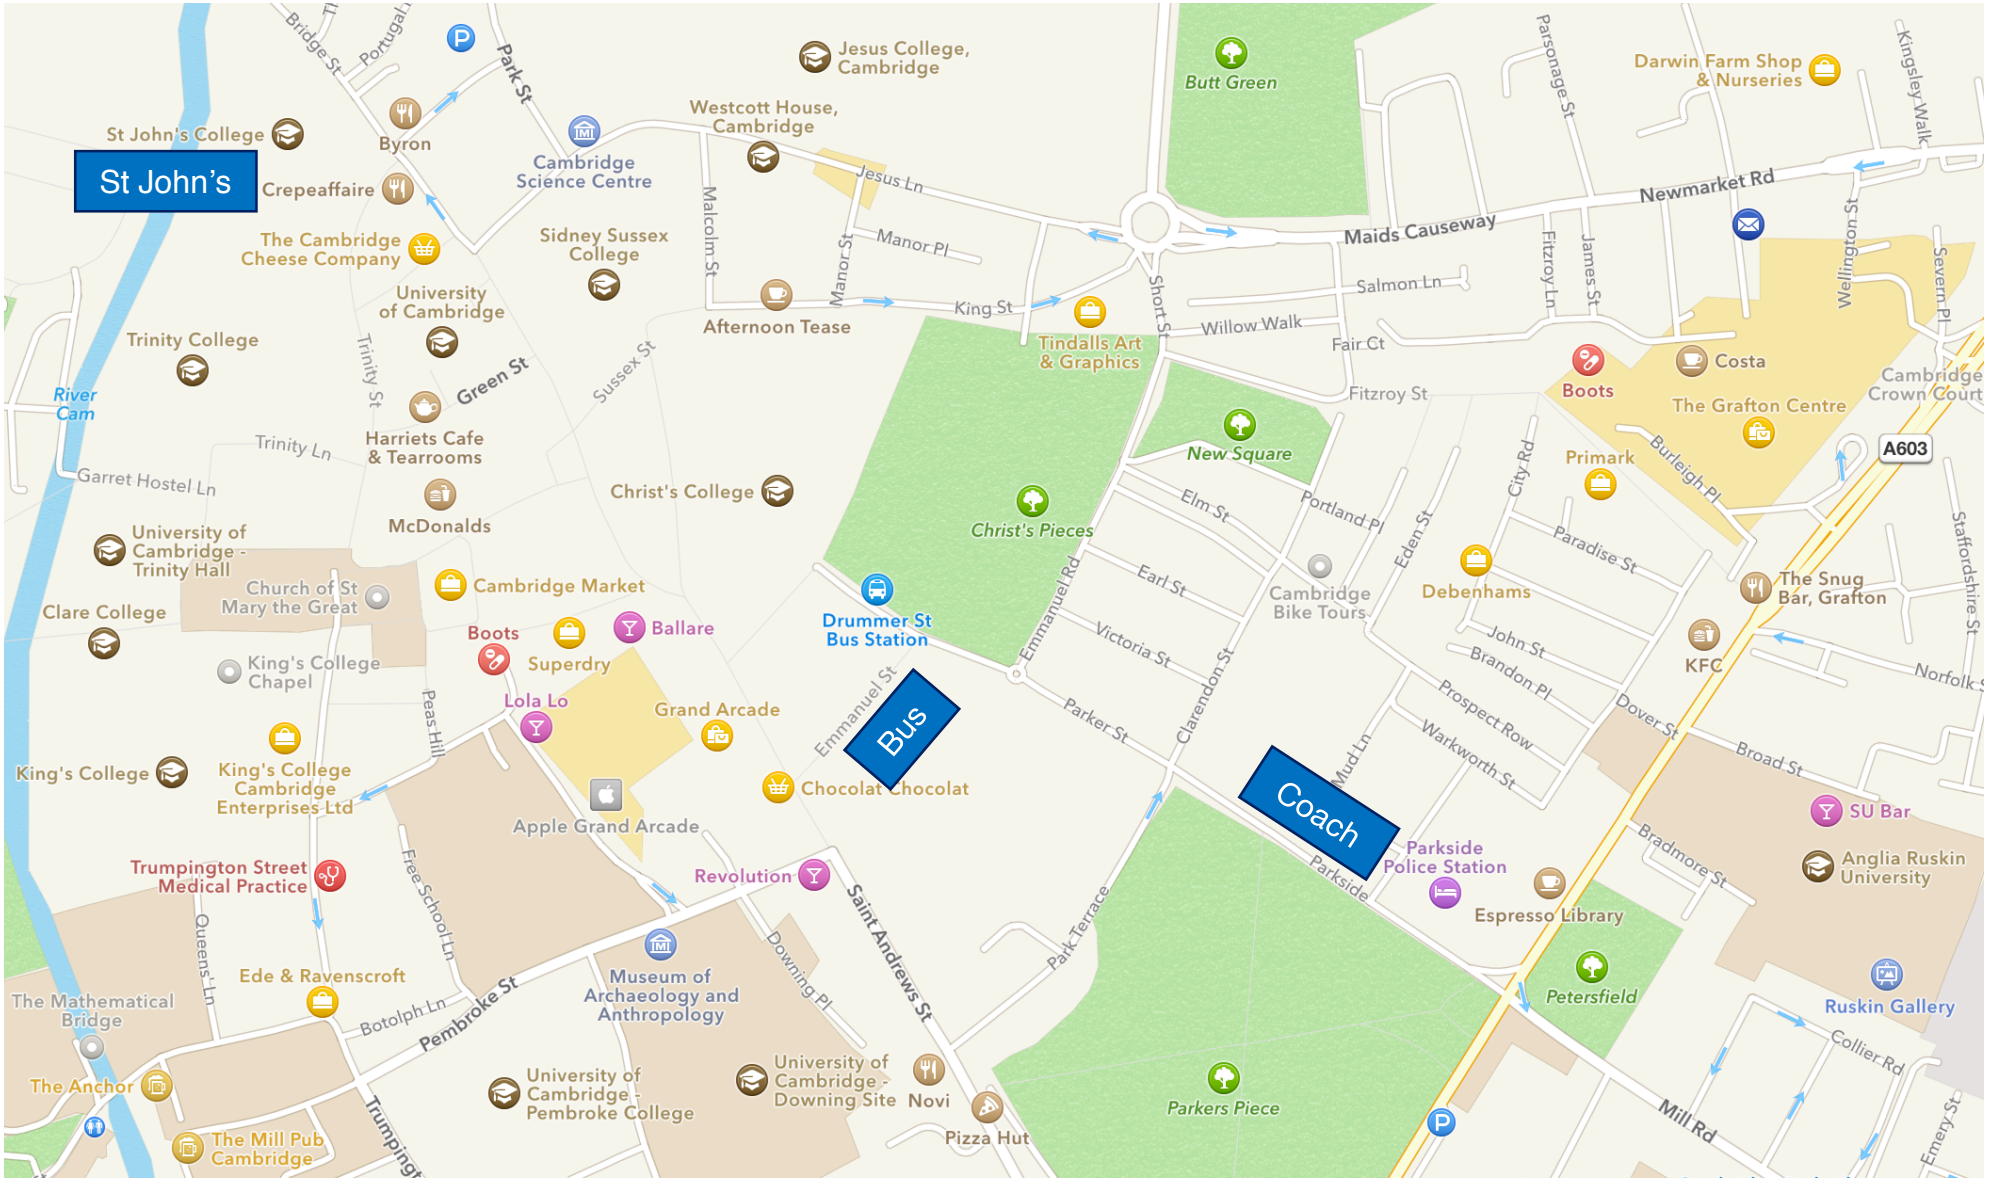 Bridge St
Portugal
P
Park St
Jesus College,
Cambridge
Butt Green
Parsonage St
Darwin Farm Shop
& Nurseries
Kingsley Walk
St John's College
Byron
Westcott House,
Cambridge
Cambridge
Science Centre
St John's
Crepeaffaire
Jesus Ln
Newmarket Rd
Maids Causeway
Malcolm St
Manor St
Manor Pl
The Cambridge
Cheese Company
Sidney Sussex
College
Fitzroy Ln
James St
Wellington St
Severn Pl
University
of Cambridge
Afternoon Tease
King St
Short St
Salmon Ln
Willow Walk
Fair Ct
Tindalls Art
& Graphics
Trinity College
Trinity St
Green St
Sussex St
Boots
Costa
Cambridge
Crown Court
River
Cam
Fitzroy St
The Grafton Centre
Harriets Cafe
& Tearrooms
Trinity Ln
New Square
A603
Garret Hostel Ln
Primark
Burleigh Pl
City Rd
Christ's College
McDonalds
Christ's Pieces
Elm St
Portland Pl
Eden St
Paradise St
Staffordshire St
University of
Cambridge -
Trinity Hall
Church of St
Mary the Great
Cambridge Market
Emmanuel Rd
Earl St
Cambridge
Bike Tours
Debenhams
The Snug
Bar, Grafton
Clare College
Boots
Superdry
Ballare
Drummer St
Bus Station
Victoria St
John St
Brandon Pl
KFC
Norfolk S
King's College
Chapel
Peas Hill
Lola Lo
Grand Arcade
Emmanuel St
Bus
Parker St
Clarendon St
Prospect Row
Warkworth St
Dover St
Broad St
Mud Ln
King's College
King's College
Cambridge
Enterprises Ltd
Chocolat Chocolat
Coach
Apple Grand Arcade
SU Bar
Trumpington Street
Medical Practice
Free School Ln
Revolution
Saint Andrews St
Parkside
Parkside
Police Station
Bradmore St
Anglia Ruskin
University
Queens' Ln
Park Terrace
Espresso Library
Ede & Ravenscroft
Museum of
Archaeology and
Anthropology
Downing Pl
Petersfield
Ruskin Gallery
The Mathematical
Bridge
Botolph Ln
Pembroke St
Collier Rd
The Anchor
University of
Cambridge -
Pembroke College
University of
Cambridge -
Downing Site
Novi
Parkers Piece
Mill Rd
Emery St
P
The Mill Pub
Cambridge
Trumpingt
Pizza Hut